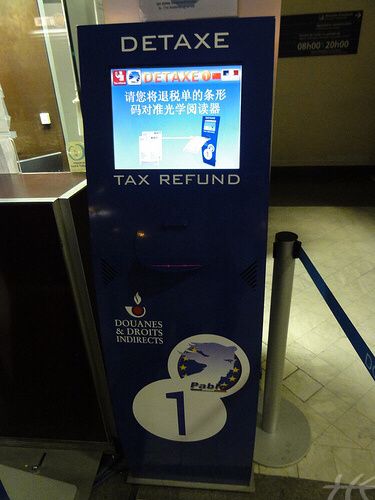 DETAXE
DETAXE 1
请您将退税单的条形
码对准光学阅读器
TAX REFUND
DOUANES
& DROITS
INDIRECTS
Pablo
1
08h00 20h00